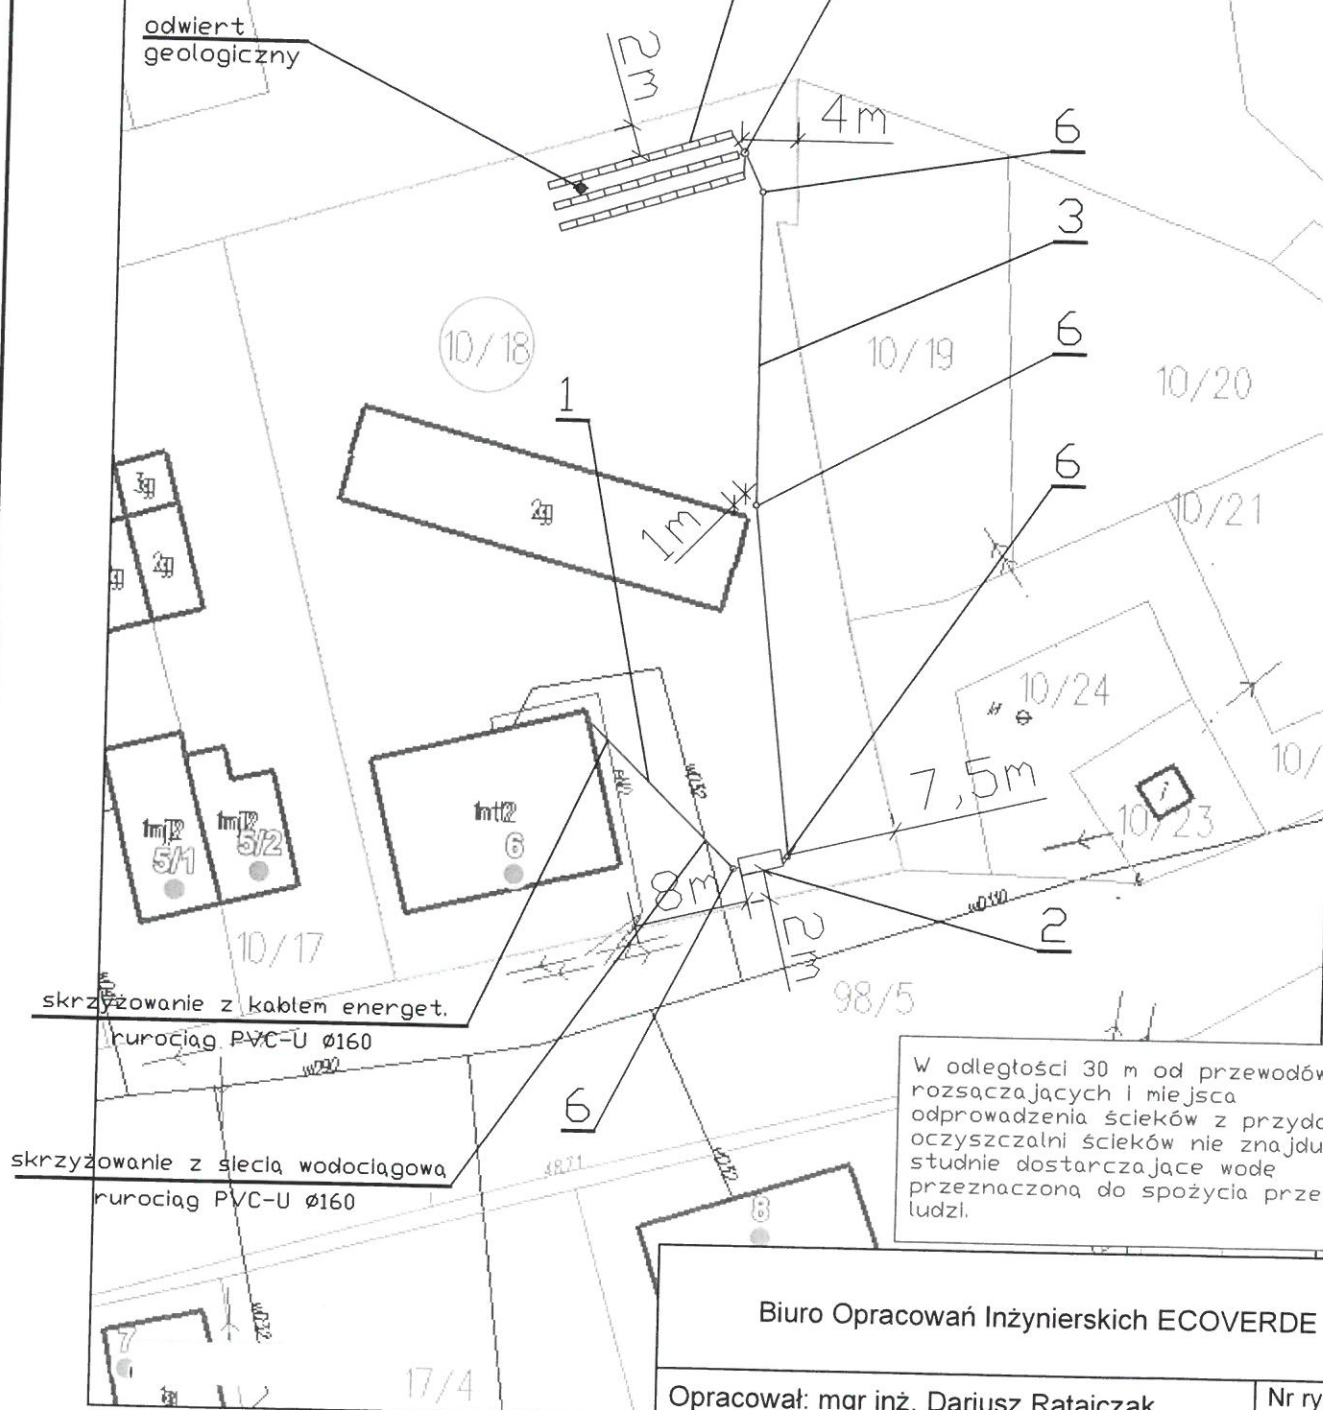 odwiert
geologiczny
2m
4m
6
3
6
10/18
10/19
10/20
1
6
3g
2g
2g
g
1m
10/21
10/24
7,5m
10/
10/23
5/1
5/2
6
8m
2m
2
wD110
10/17
98/5
skrzyżowanie z kablem energet.
rurociąg PVC-U ø160
wD90
6
W odległości 30 m od przewodów
rozsączających i miejsca
odprowadzenia ścieków z przydo
oczyszczalni ścieków nie znajdu
studnie dostarczające wodę
przeznaczoną do spożycia prze
ludzi.
skrzyżowanie z siecią wodociągową
rurociąg PVC-U ø160
8
Biuro Opracowań Inżynierskich ECOVERDE
7
wD32
17/4
Opracował: mgr inż. Dariusz Ratajczak
Nr ry